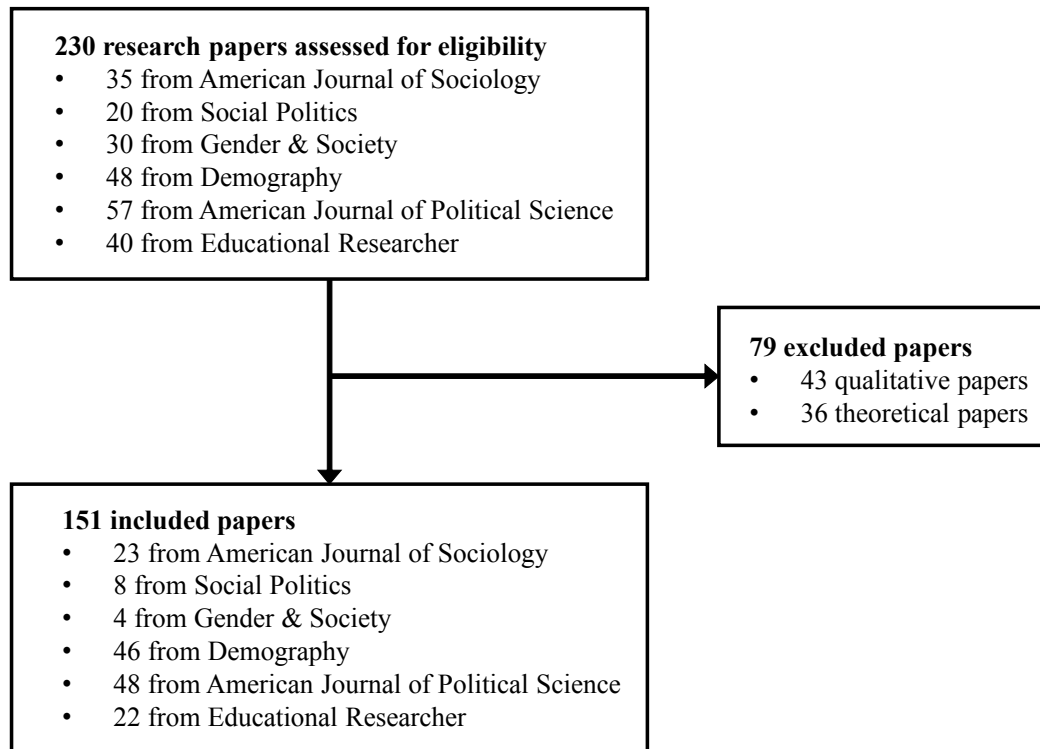 230 research papers assessed for eligibility
• 35 from American Journal of Sociology
• 20 from Social Politics
• 30 from Gender & Society
• 48 from Demography
• 57 from American Journal of Political Science
• 40 from Educational Researcher
79 excluded papers
• 43 qualitative papers
• 36 theoretical papers
151 included papers
• 23 from American Journal of Sociology
• 8 from Social Politics
• 4 from Gender & Society
• 46 from Demography
• 48 from American Journal of Political Science
• 22 from Educational Researcher